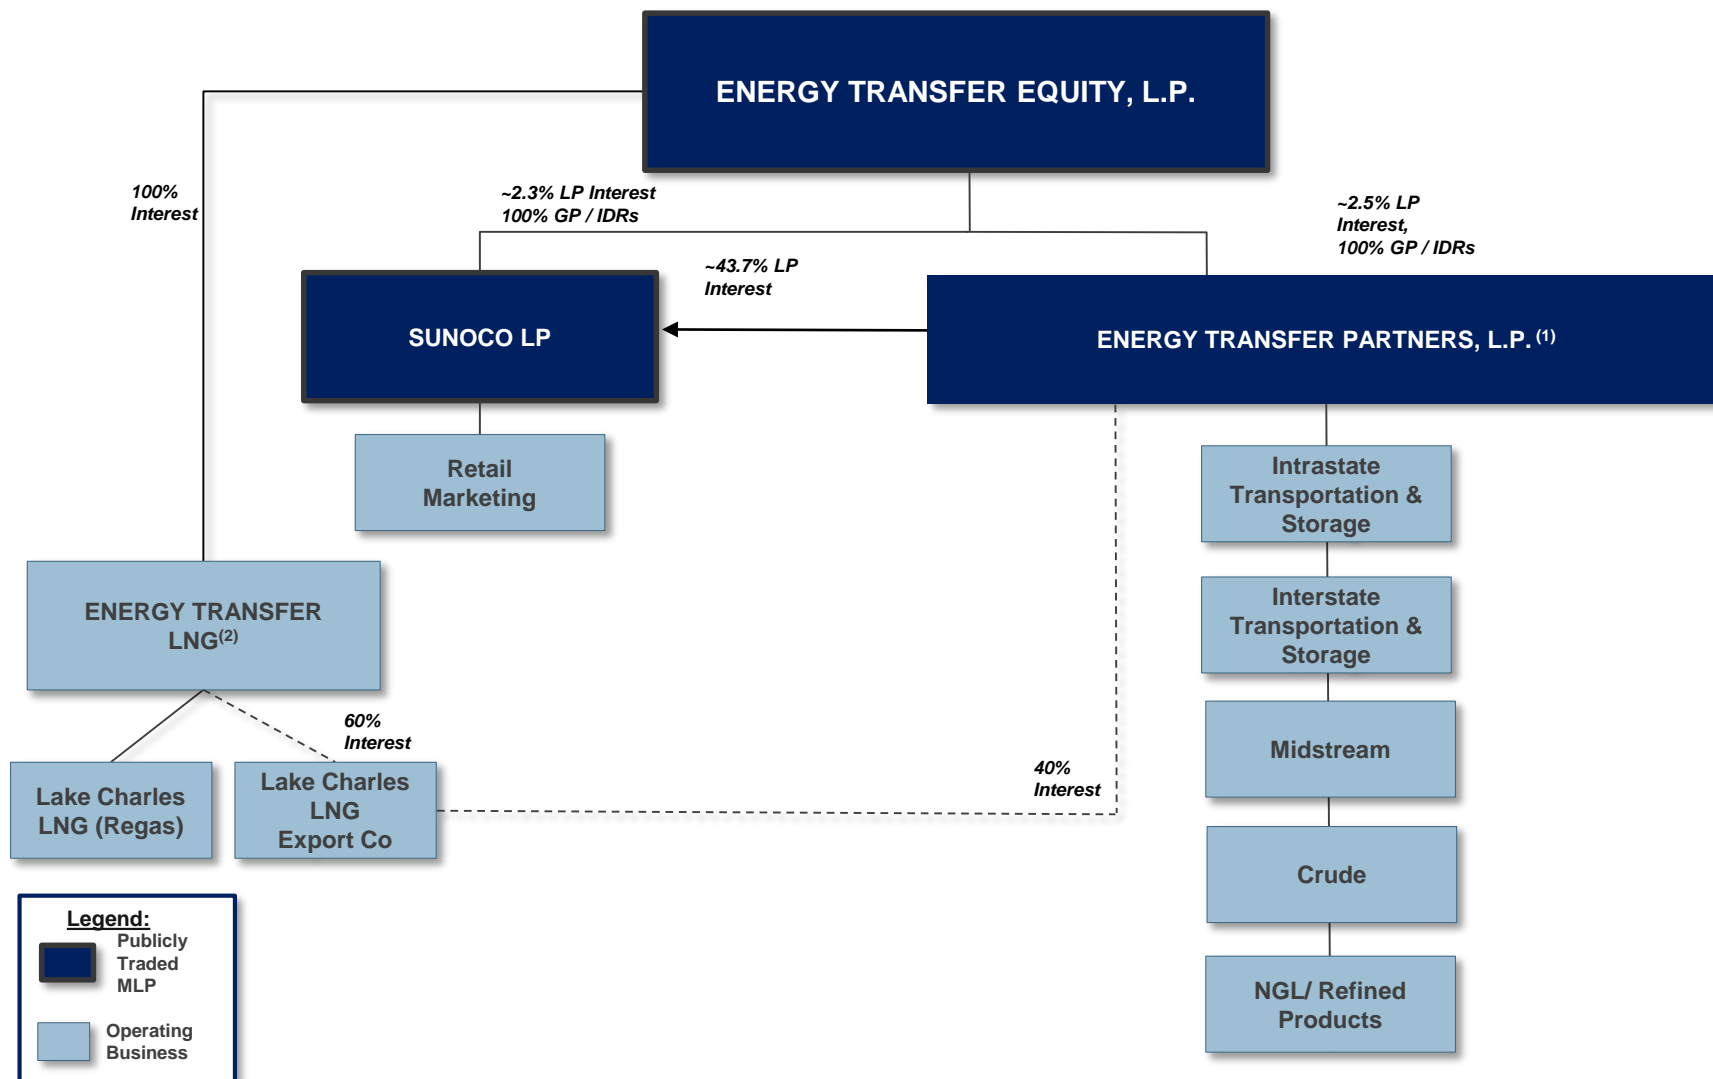 ENERGY TRANSFER EQUITY, L.P.
100%
Interest
~2.3% LP Interest
100% GP / IDRs
~2.5% LP
Interest,
100% GP / IDRs
~43.7% LP
Interest
SUNOCO LP
ENERGY TRANSFER PARTNERS, L.P. (1)
Retail
Marketing
Intrastate
Transportation &
Storage
Interstate
Transportation &
Storage
ENERGY TRANSFER
LNG(2)
60%
Interest
40%
Interest
Midstream
Lake Charles
LNG (Regas)
Lake Charles
LNG
Export Co
Crude
NGL/ Refined
Products
Legend:
Publicly
Traded
MLP
Operating
Business